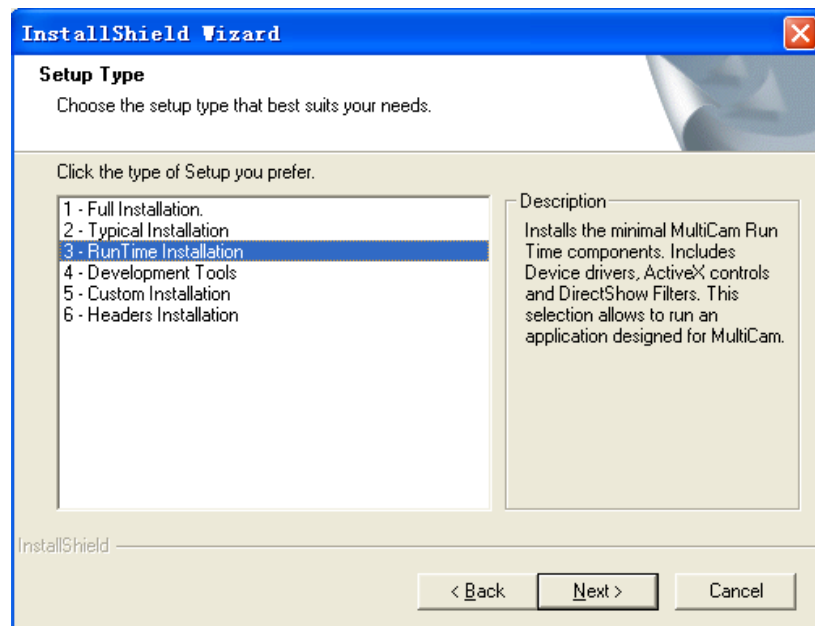 InstallShield Wizard
Setup Type
Choose the setup type that best suits your needs.
Click the type of Setup you prefer.
1 - Full Installation.
2 - Typical Installation
3 - RunTime Installation
4 - Development Tools
5 - Custom Installation
6 - Headers Installation
Description
Installs the minimal MultiCam Run
Time components. Includes
Device drivers, ActiveX controls
and DirectShow Filters. This
selection allows to run an
application designed for MultiCam.
InstallShield
< Back
Next >
Cancel